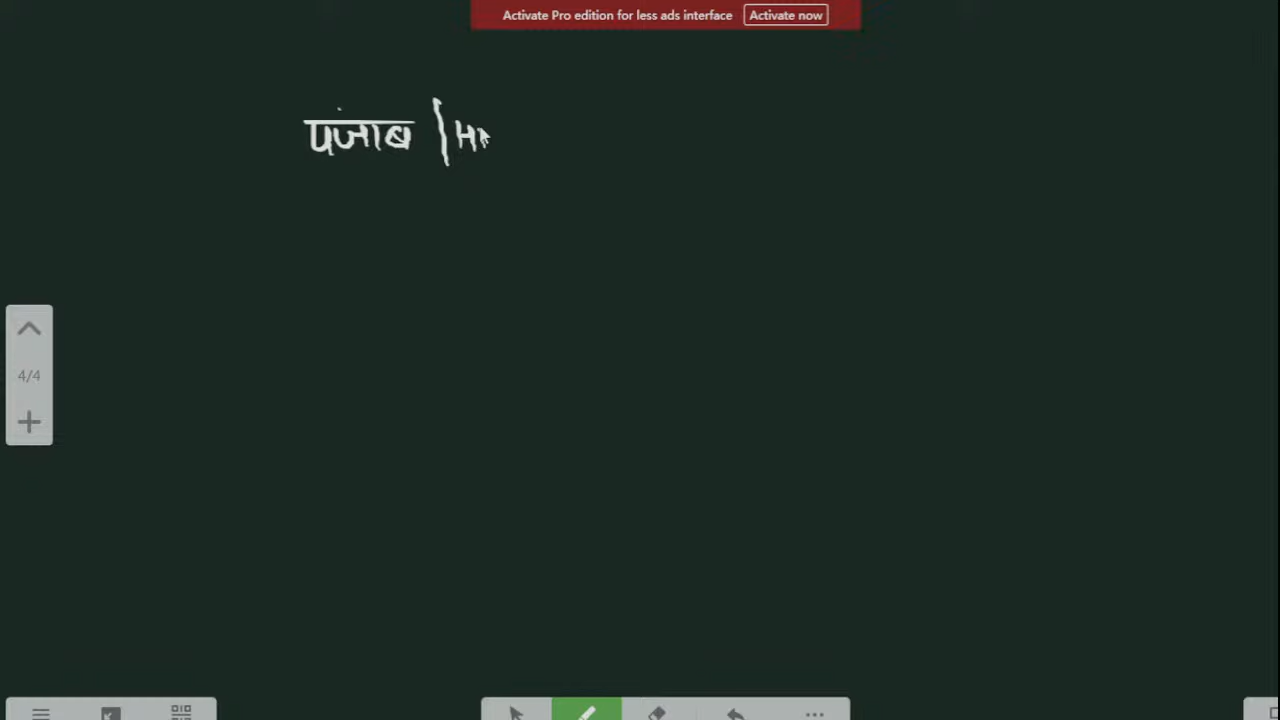 Activate Pro edition for less ads interface Activate now
पंजाब |
4/4